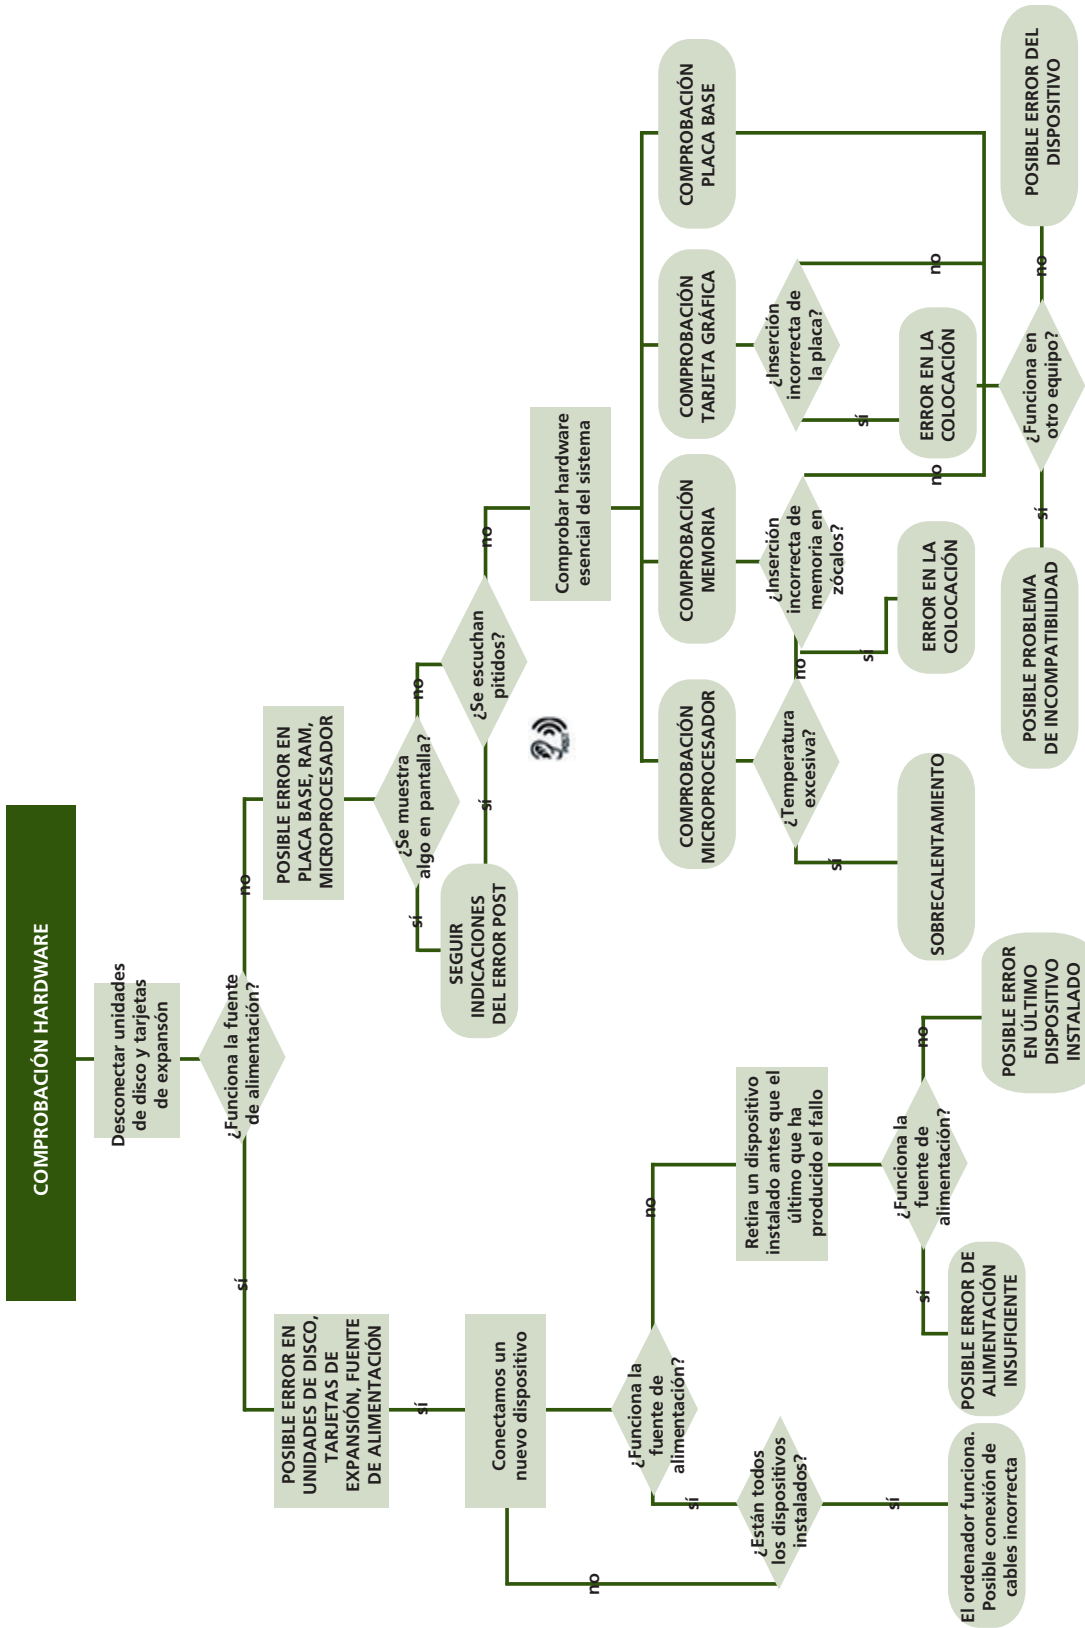 COMPROBACIÓN HARDWARE
Desconectar unidades
de disco y tarjetas
de expansón
¿Funciona la fuente
de alimentación?
sí
no
POSIBLE ERROR EN
UNIDADES DE DISCO,
TARJETAS DE
EXPANSIÓN, FUENTE
DE ALIMENTACIÓN
sí
Conectamos un
nuevo dispositivo
¿Funciona la
fuente de
alimentación?
sí
no
¿Están todos
los dispositivos
instalados?
no
sí
El ordenador funciona.
Posible conexión de
cables incorrecta
Retira un dispositivo
instalado antes que el
último que ha
producido el fallo
¿Funciona la
fuente de
alimentación?
sí
no
POSIBLE ERROR DE
ALIMENTACIÓN
INSUFICIENTE
POSIBLE ERROR
EN ÚLTIMO
DISPOSITIVO
INSTALADO
POSIBLE ERROR EN
PLACA BASE, RAM,
MICROPROCESADOR
¿Se muestra
algo en pantalla?
sí
no
SEGUIR
INDICACIONES
DEL ERROR POST
¿Se escuchan
pitidos?
sí
no
Comprobar hardware
esencial del sistema
COMPROBACIÓN
MICROPROCESADOR
COMPROBACIÓN
MEMORIA
COMPROBACIÓN
TARJETA GRÁFICA
COMPROBACIÓN
PLACA BASE
¿Temperatura
excesiva?
sí
no
SOBRECALENTAMIENTO
¿Inserción
incorrecta de
memoria en
zócalos?
sí
no
ERROR EN LA
COLOCACIÓN
¿Inserción
incorrecta de
la placa?
sí
no
ERROR EN LA
COLOCACIÓN
¿Funciona en
otro equipo?
sí
no
POSIBLE PROBLEMA
DE INCOMPATIBILIDAD
POSIBLE ERROR DEL
DISPOSITIVO